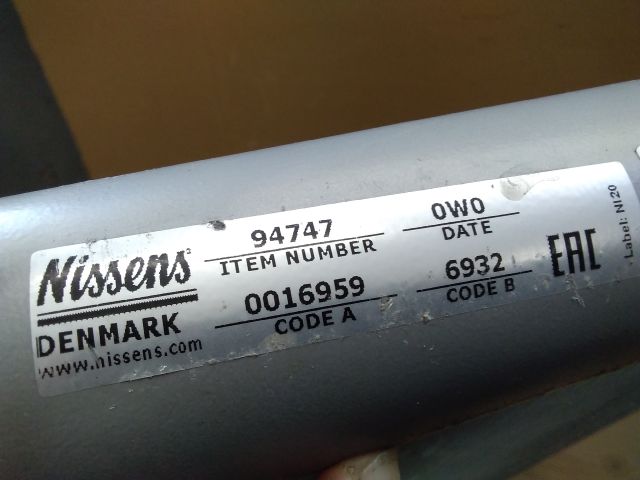 Nissens
DENMARK
www.nissens.com
94747
ITEM NUMBER
0016959
CODE A
0W0
DATE
6932
CODE B
EAC
Label: NI 20